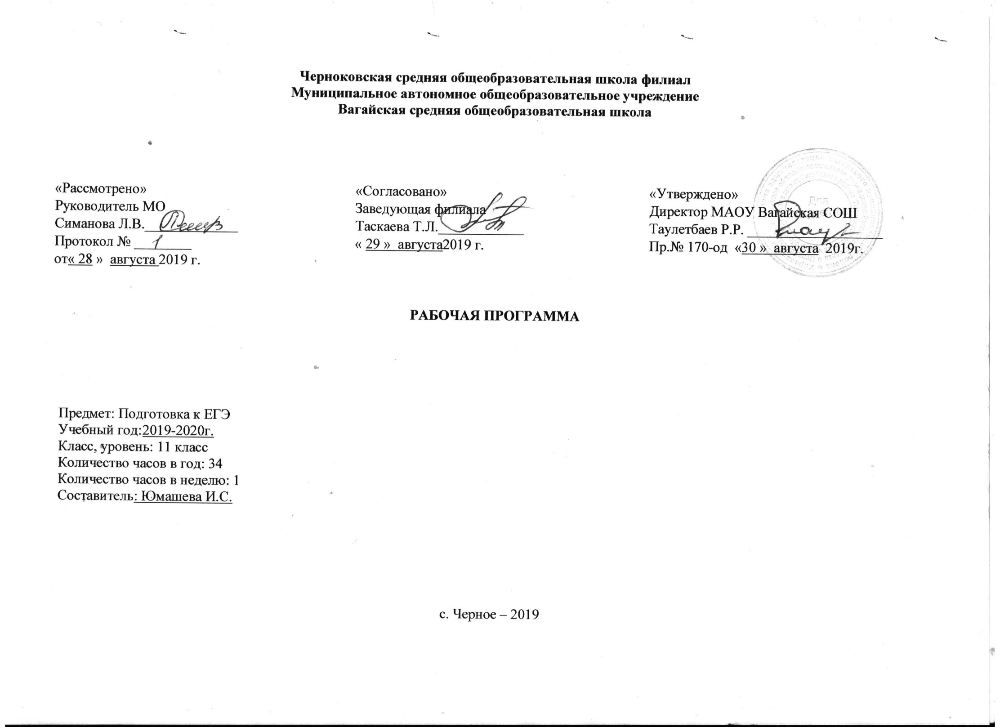 Черноковская средняя общеобразовательная школа филиал
Муниципальное автономное общеобразовательное учреждение
Вагайская средняя общеобразовательная школа
«Рассмотрено»
Руководитель МО
Симанова Л.В.
Протокол № 1
от« 28 »  августа 2019 г.
«Согласовано»
Заведующая филиала
Таскаева Т.Л.
« 29 »  августа2019 г.
«Утверждено»
Директор МАОУ Вагайская СОШ
Таулетбаев Р.Р.
Пр.№ 170-од  «30 »  августа  2019г.
Для
РАБОЧАЯ ПРОГРАММА
Предмет: Подготовка к ЕГЭ
Учебный год:2019-2020г.
Класс, уровень: 11 класс
Количество часов в год: 34
Количество часов в неделю: 1
Составитель: Юмашева И.С.
с. Черное – 2019